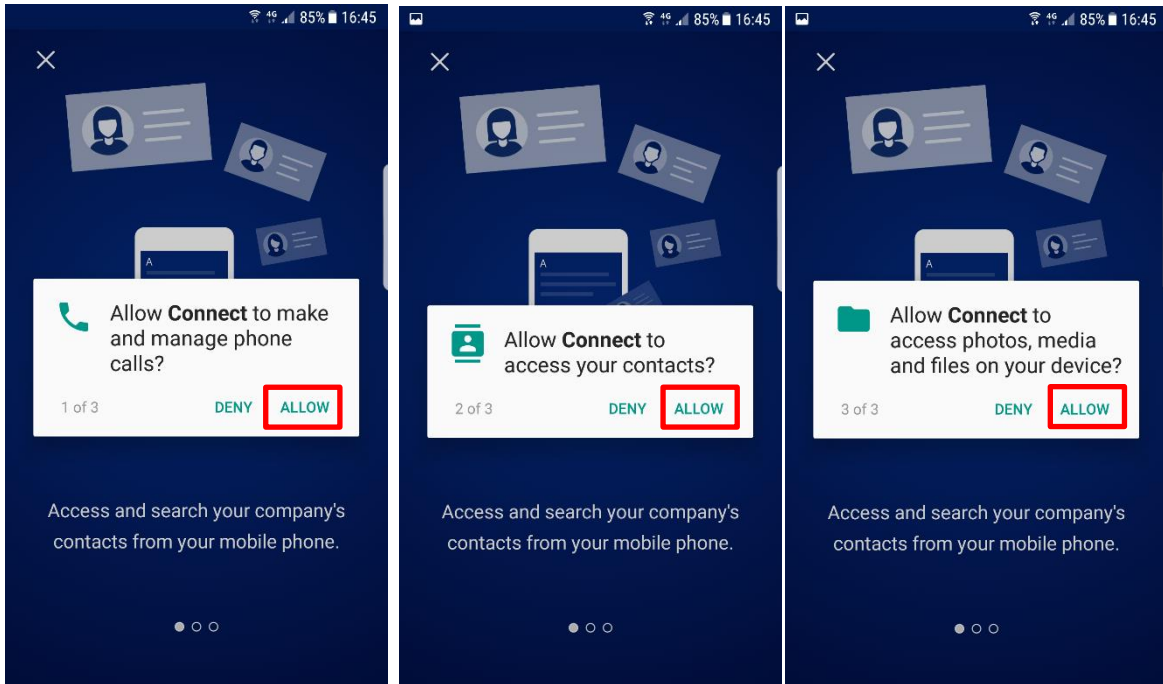 4G 85% 16:45
A
Allow Connect to make
and manage phone
calls?
1 of 3 DENY ALLOW
Access and search your company's
contacts from your mobile phone.
4G 85% 16:45
A
Allow Connect to
access your contacts?
2 of 3 DENY ALLOW
Access and search your company's
contacts from your mobile phone.
4G 85% 16:45
A
Allow Connect to
access photos, media
and files on your device?
3 of 3 DENY ALLOW
Access and search your company's
contacts from your mobile phone.